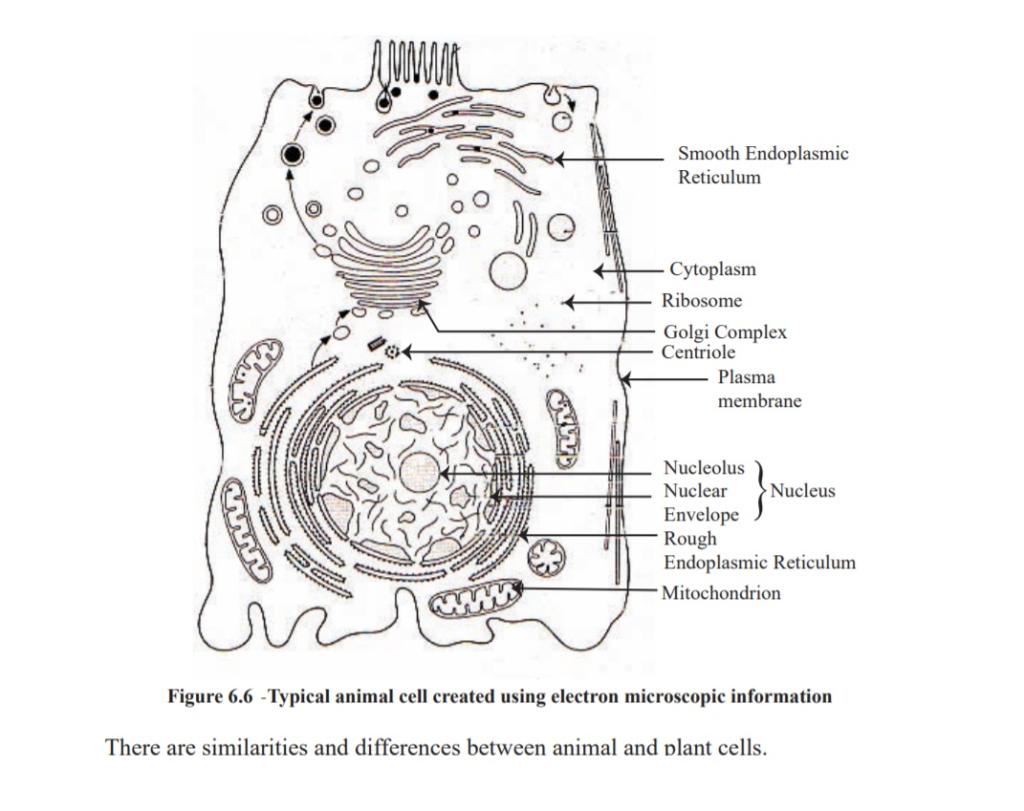 Smooth Endoplasmic
Reticulum
Cytoplasm
Ribosome
Golgi Complex
Centriole
Plasma
membrane
Nucleolus
Nuclear
Envelope
Nucleus
Rough
Endoplasmic Reticulum
Mitochondrion
Figure 6.6 -Typical animal cell created using electron microscopic information
There are similarities and differences between animal and plant cells.